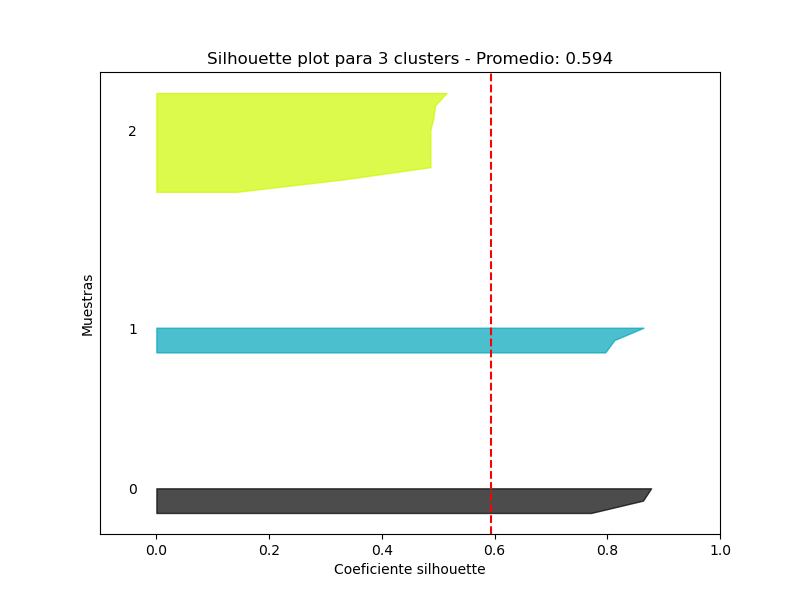 Silhouette plot para 3 clusters - Promedio: 0.594
2
1
0
Muestras
0.0 0.2 0.4 0.6 0.8 1.0
Coeficiente silhouette